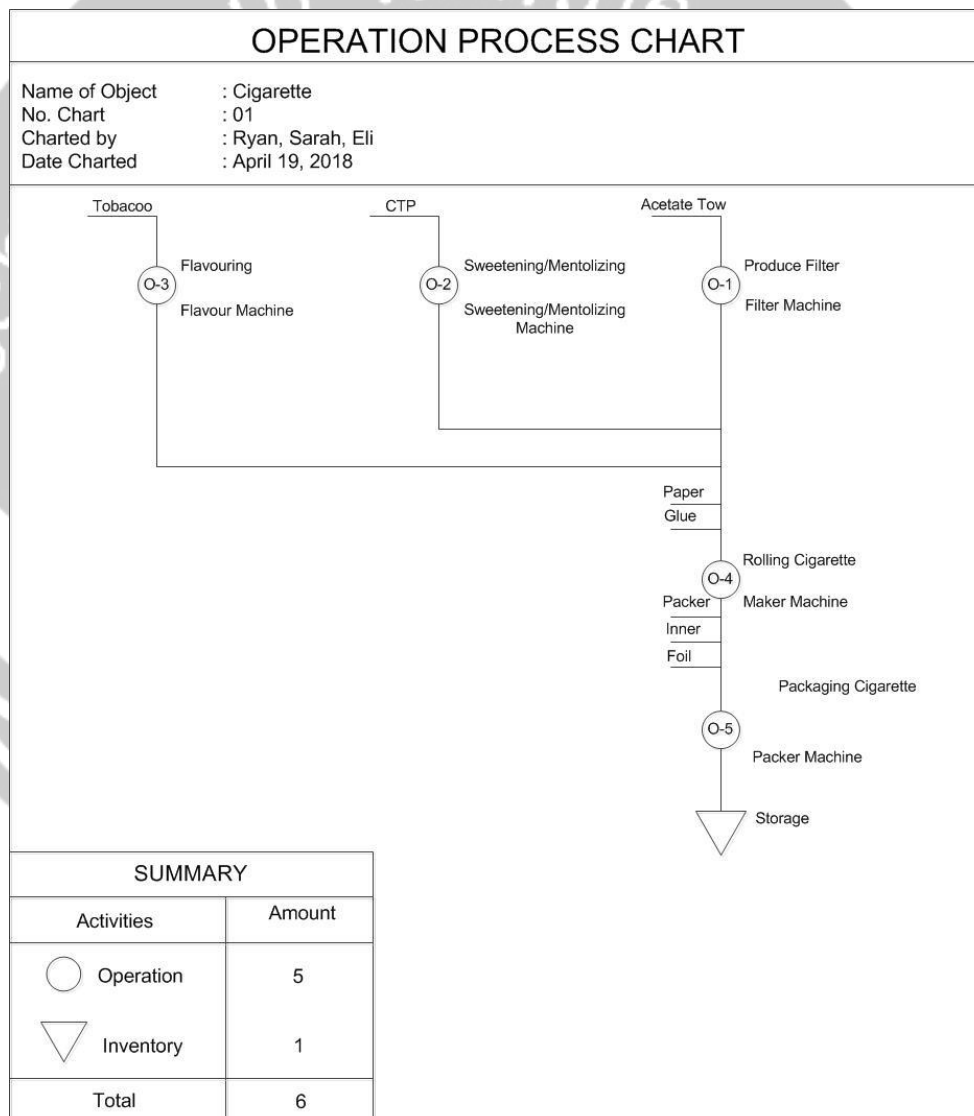 OPERATION PROCESS CHART
Name of Object : Cigarette
No. Chart : 01
Charted by : Ryan, Sarah, Eli
Date Charted : April 19, 2018
Tobacoo
CTP
Acetate Tow
O-3
Flavouring
Flavour Machine
O-2
Sweetening/Mentolizing
Sweetening/Mentolizing
Machine
O-1
Produce Filter
Filter Machine
Paper
Glue
O-4
Rolling Cigarette
Maker Machine
Packer
Inner
Foil
Packaging Cigarette
O-5
Packer Machine
Storage
SUMMARY
Activities Amount
Operation 5
Inventory 1
Total 6